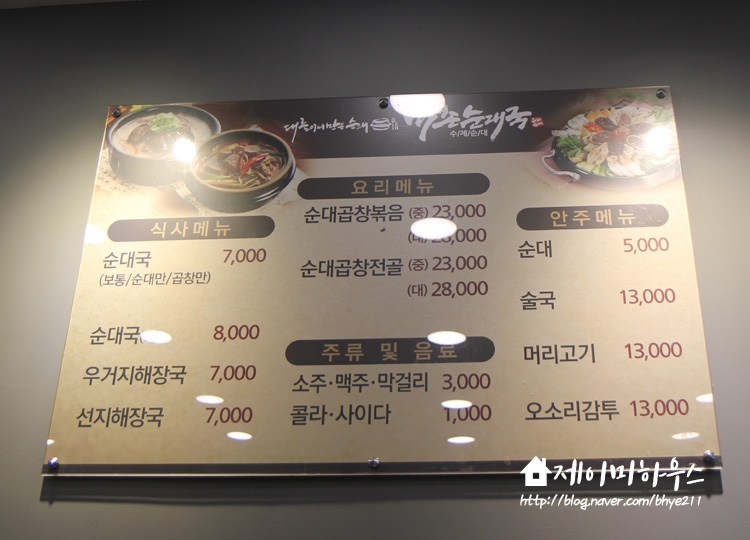 순대국
수/제/순/대
식사메뉴
순대국 7,000
(보통/순대만/곱창만)
순대국 8,000
우거지해장국 7,000
선지해장국 7,000
요리메뉴
순대곱창볶음 (중) 23,000
(대)
순대곱창전골 (중) 23,000
(대) 28,000
주류 및 음료
소주·맥주·막걸리 3,000
콜라·사이다 1,000
안주메뉴
순대 5,000
술국 13,000
머리고기 13,000
오소리감투 13,000
제이미하우스
http://blog.naver.com/bhye211